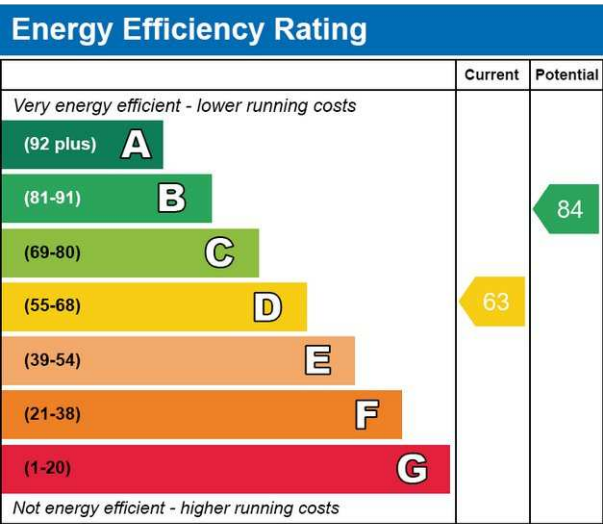 Energy Efficiency Rating
Current Potential
Very energy efficient - lower running costs
(92 plus) A
(81-91) B
84
(69-80) C
(55-68) D
63
(39-54) E
(21-38) F
(1-20) G
Not energy efficient - higher running costs